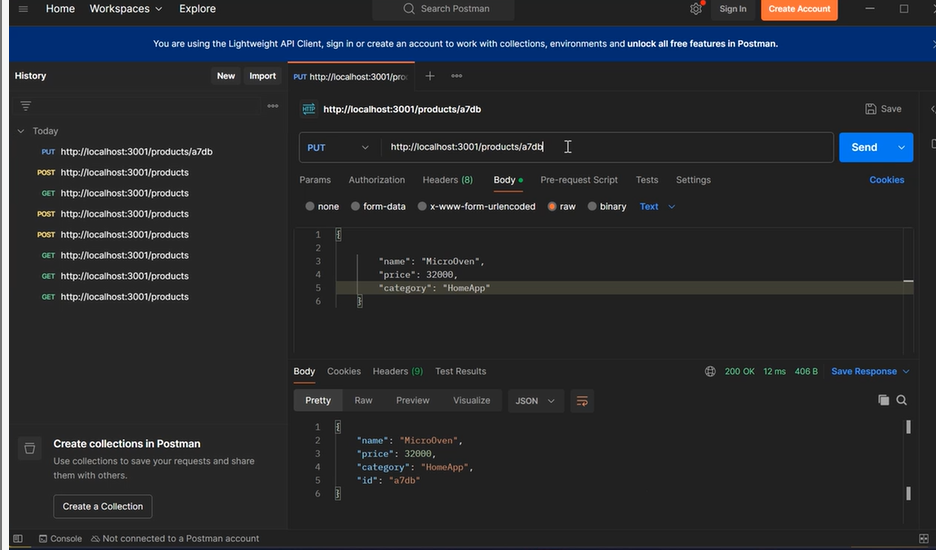 Home Workspaces Explore Search Postman Sign In Create Account
You are using the Lightweight API Client, sign in or create an account to work with collections, environments and unlock all free features in Postman.
History New Import
PUT http://localhost:3001/pro
http://localhost:3001/products/a7db Save
PUT http://localhost:3001/products/a7db Send
Params Authorization Headers (8) Body Pre-request Script Tests Settings Cookies
none form-data x-www-form-urlencoded raw binary Text
1 {
2
3 "name": "MicroOven",
4 "price": 32000,
5 "category": "HomeApp"
6 }
Today
PUT http://localhost:3001/products/a7db
POST http://localhost:3001/products
GET http://localhost:3001/products
POST http://localhost:3001/products
POST http://localhost:3001/products
GET http://localhost:3001/products
GET http://localhost:3001/products
GET http://localhost:3001/products
Body Cookies Headers (9) Test Results 200 OK 12 ms 406 B Save Response
Pretty Raw Preview Visualize JSON
1 {
2 "name": "MicroOven",
3 "price": 32000,
4 "category": "HomeApp",
5 "id": "a7db"
6 }
Create collections in Postman
Use collections to save your requests and share
them with others.
Create a Collection
Console Not connected to a Postman account